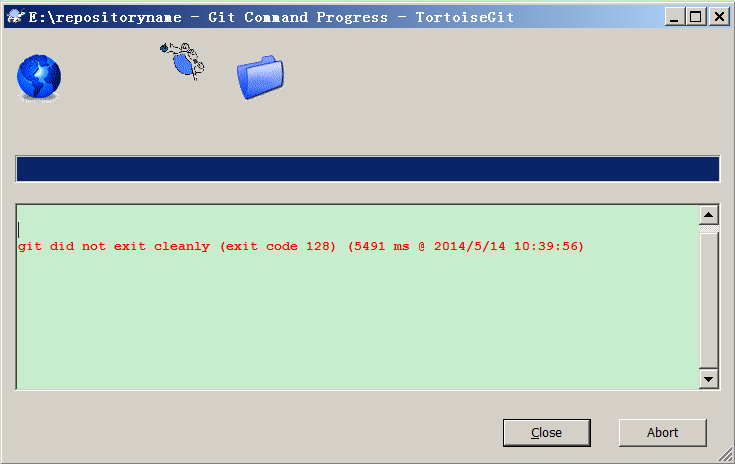 E:\repositoryname - Git Command Progress - TortoiseGit
git did not exit cleanly (exit code 128) (5491 ms @ 2014/5/14 10:39:56)
Close
Abort